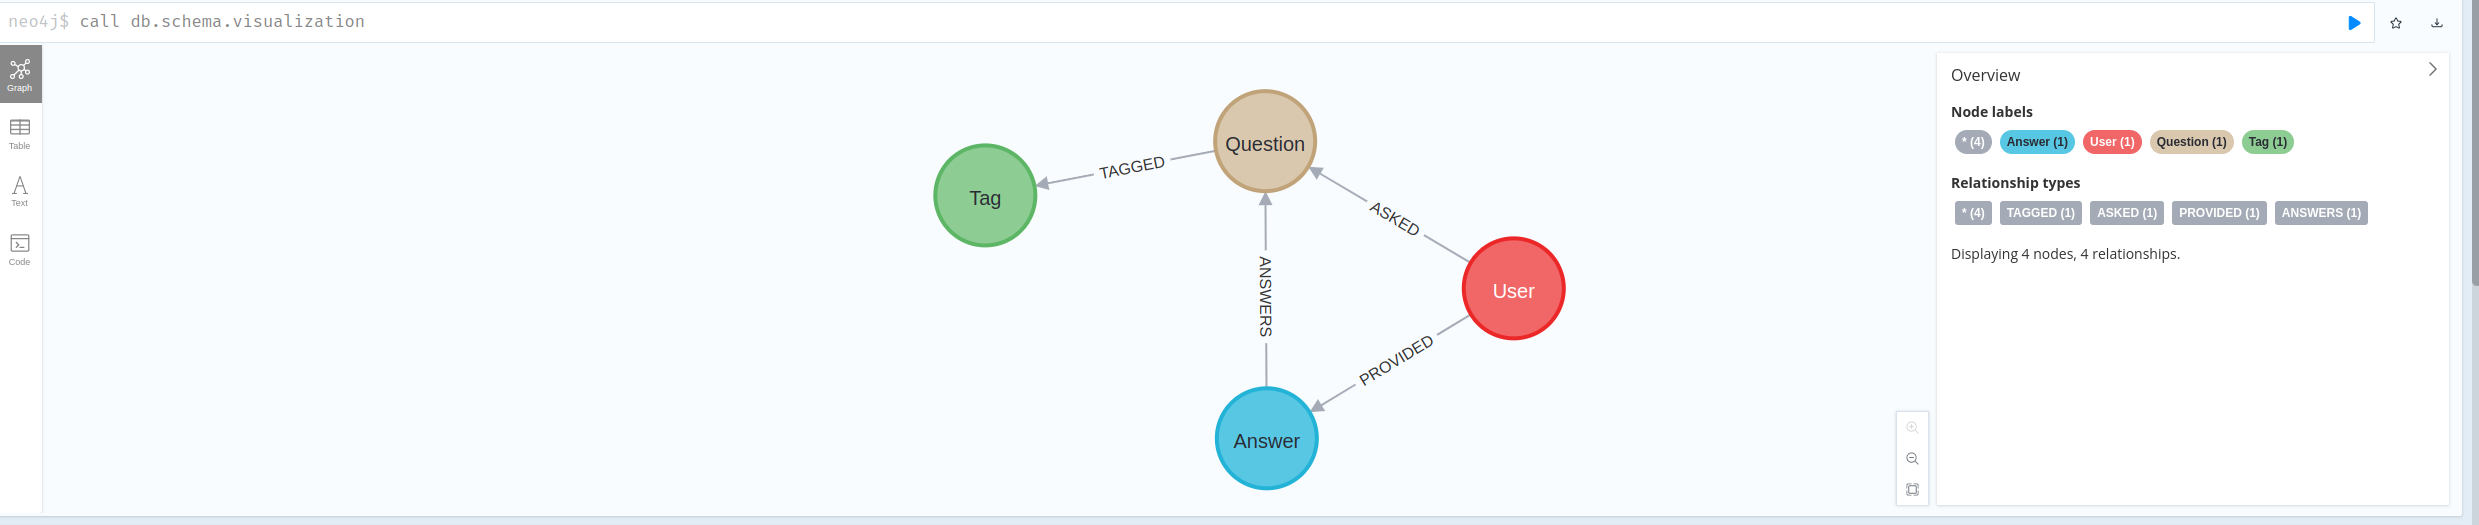 neo4j$ call db.schema.visualization
Graph
Table
Text
Code
Question
TAGGED
Tag
ASKED
ANSWERS
User
PROVIDED
Answer
Overview
Node labels
* (4) Answer (1) User (1) Question (1) Tag (1)
Relationship types
* (4) TAGGED (1) ASKED (1) PROVIDED (1) ANSWERS (1)
Displaying 4 nodes, 4 relationships.